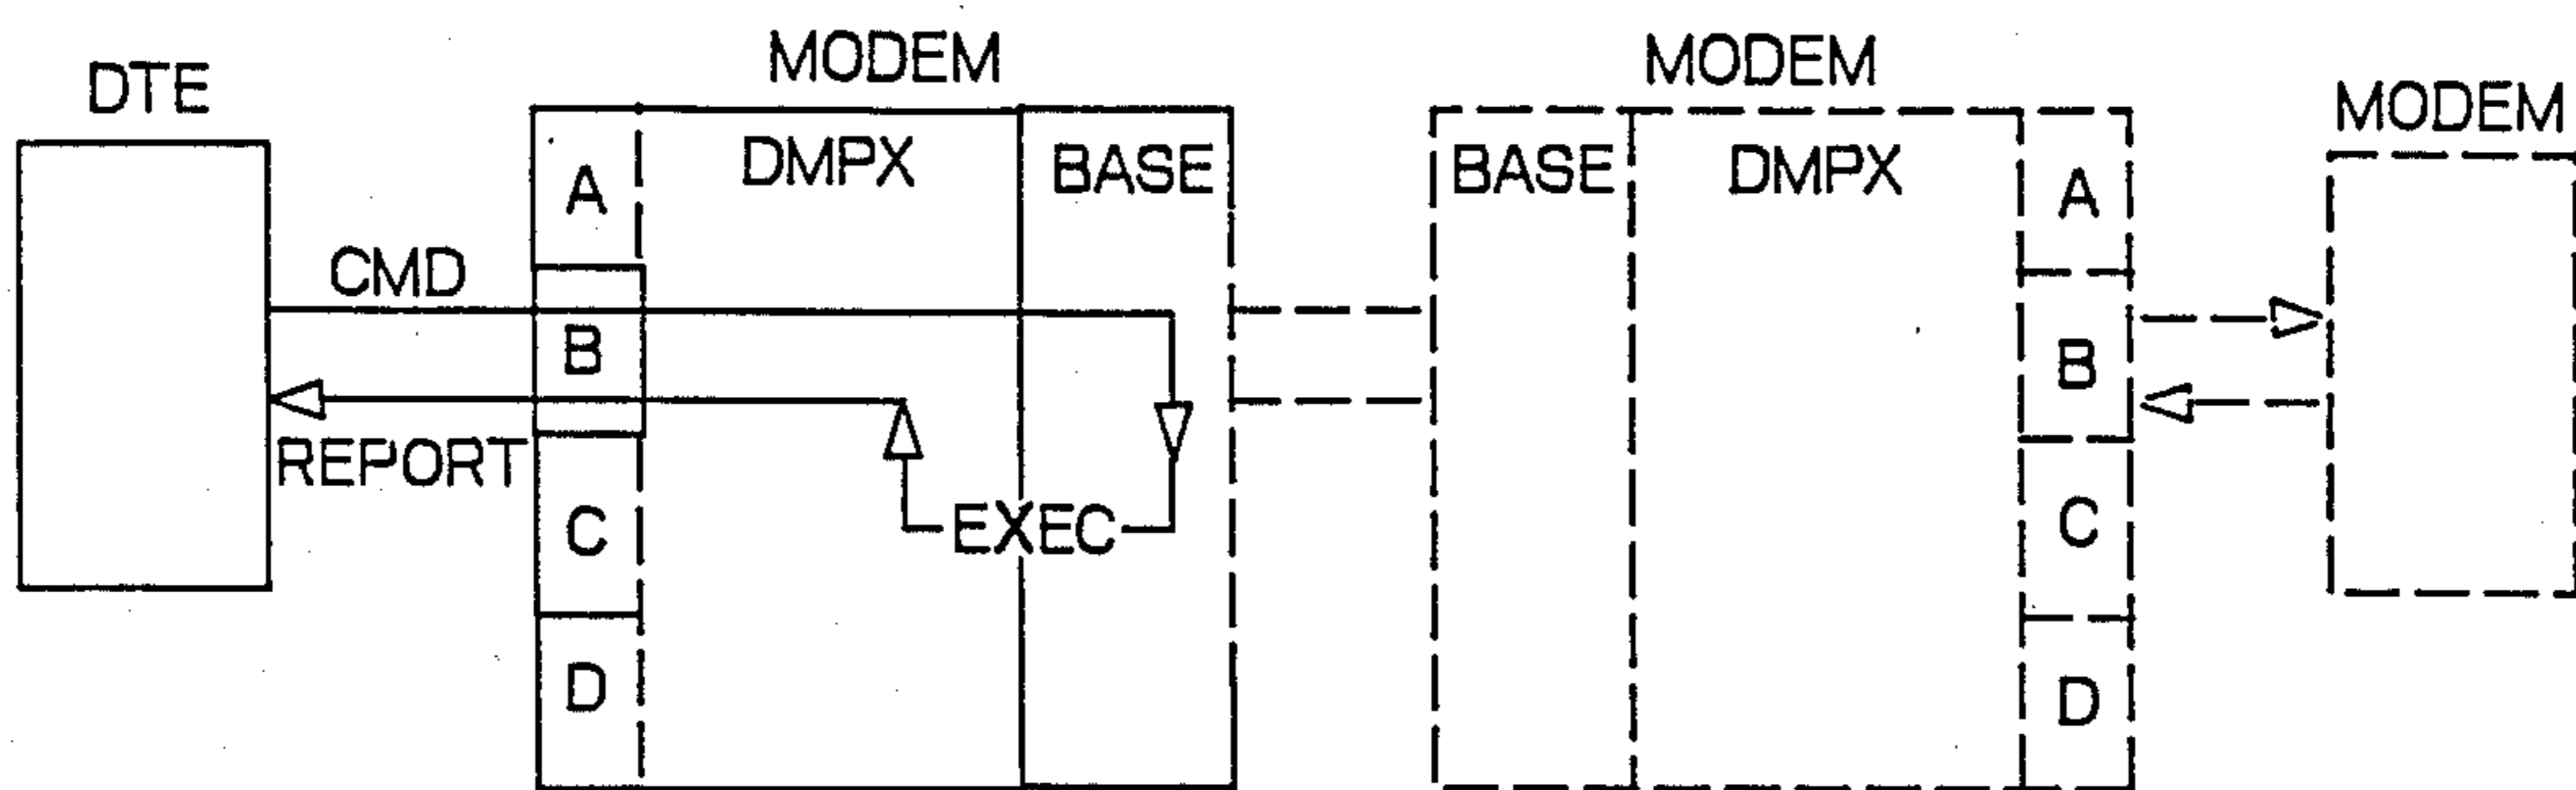 DTE
MODEM
MODEM
MODEM
DMPX
BASE
BASE
DMPX
A
A
CMD
B
B
REPORT
EXEC
C
C
D
D